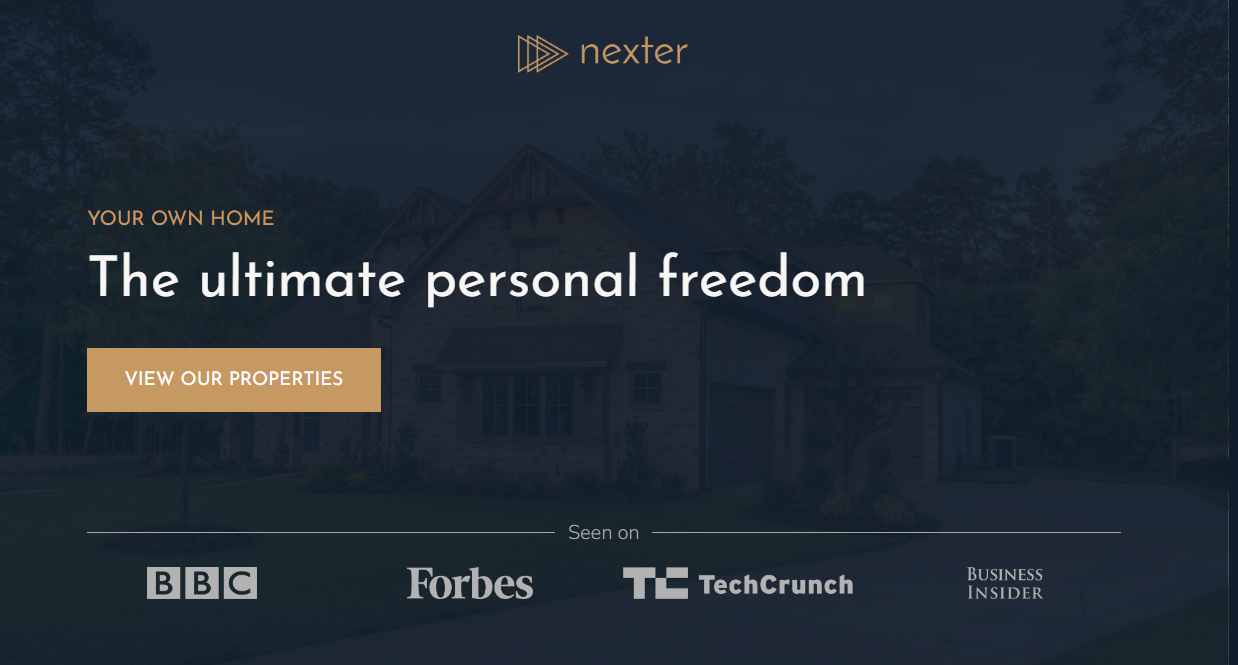 nexter
YOUR OWN HOME
The ultimate personal freedom
VIEW OUR PROPERTIES
Seen on
BBC
Forbes
TC TechCrunch
BUSINESS
INSIDER